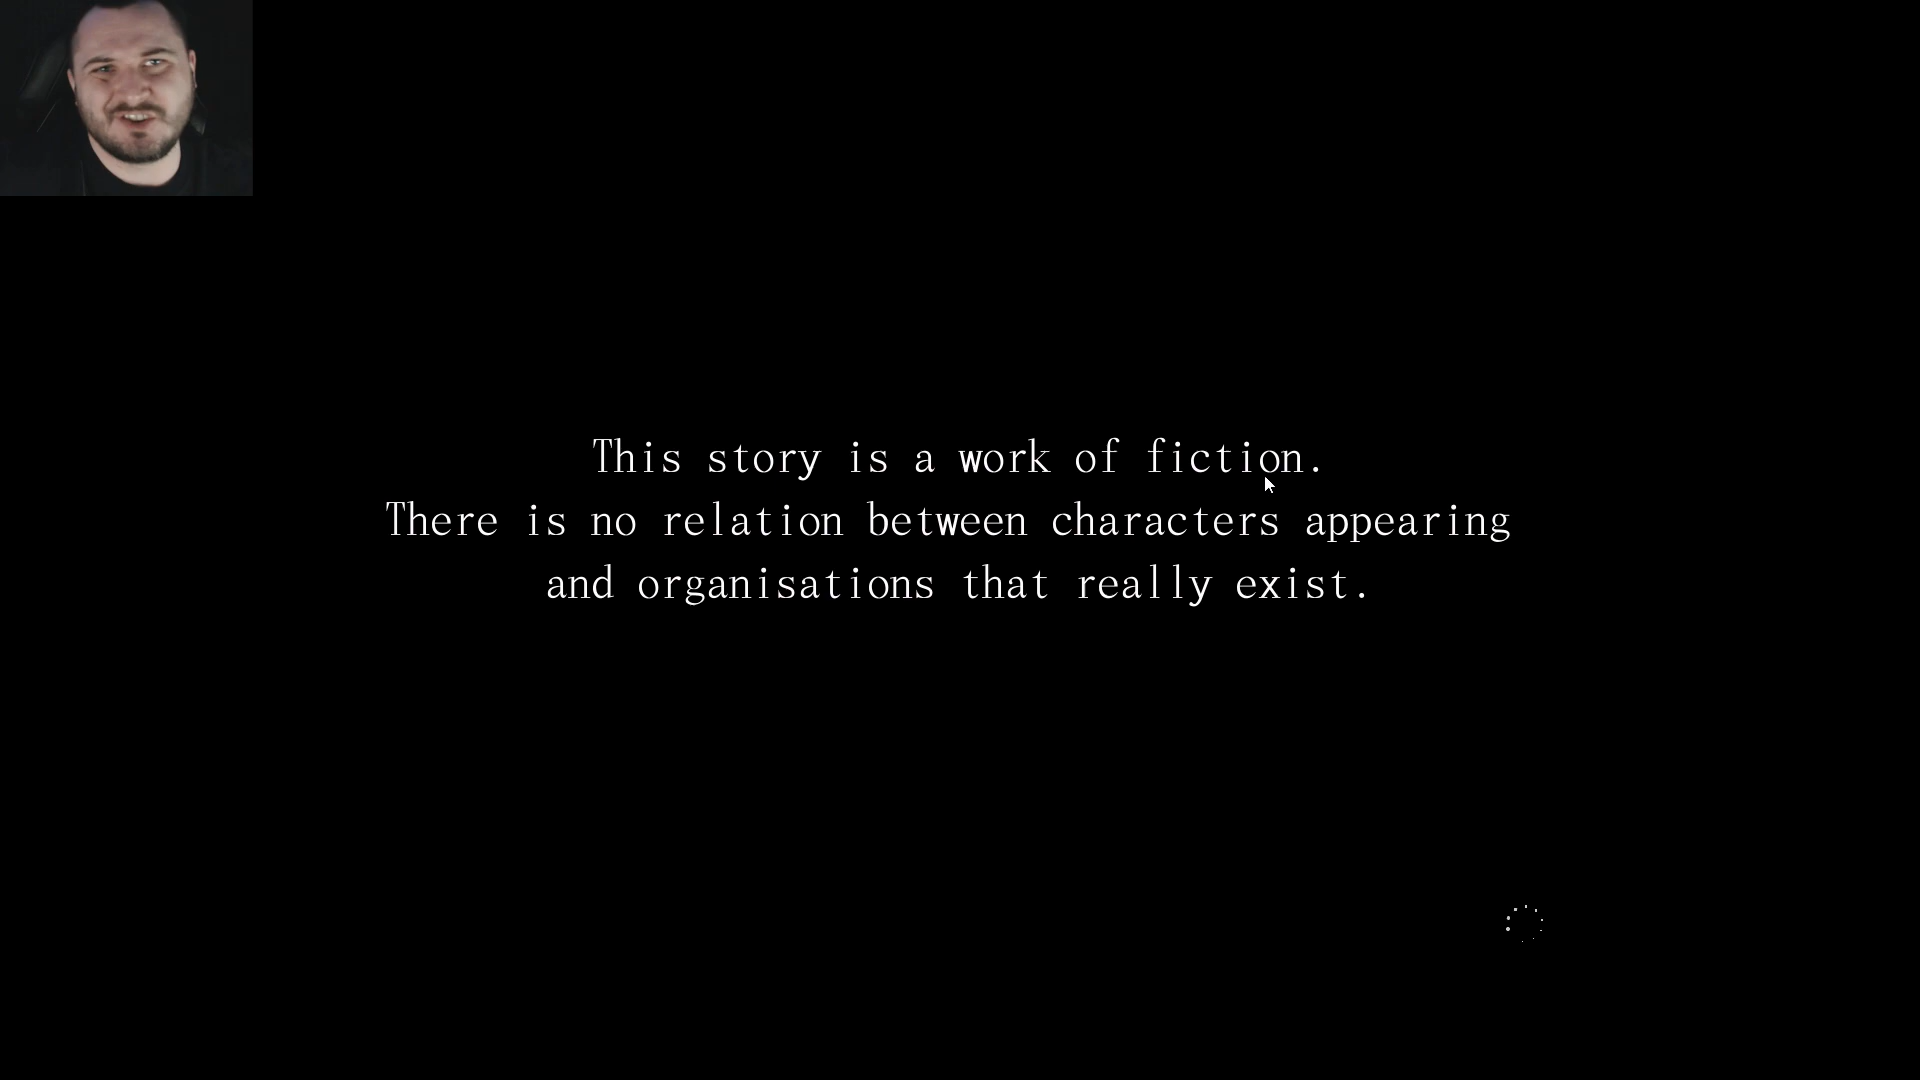 This story is a work of fiction.
There is no relation between characters appearing
and organisations that really exist.